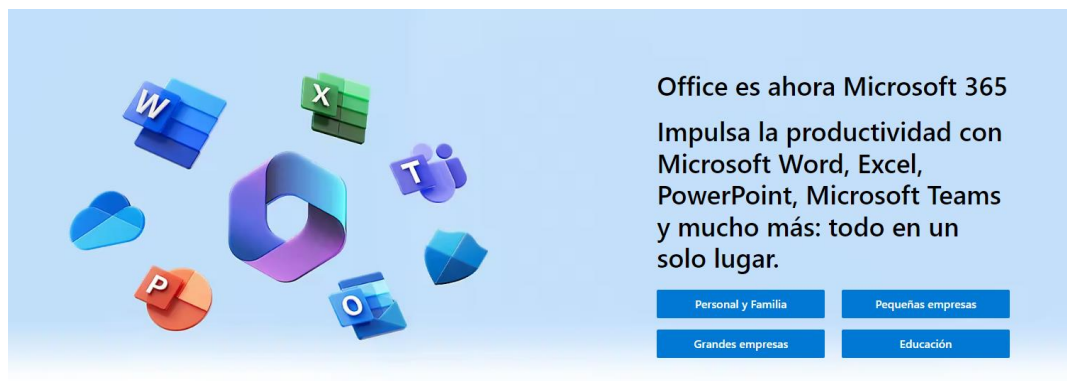 Office es ahora Microsoft 365
Impulsa la productividad con
Microsoft Word, Excel,
PowerPoint, Microsoft Teams
y mucho más: todo en un
solo lugar.
Personal y Familia
Pequeñas empresas
Grandes empresas
Educación
W
X
T
P
O